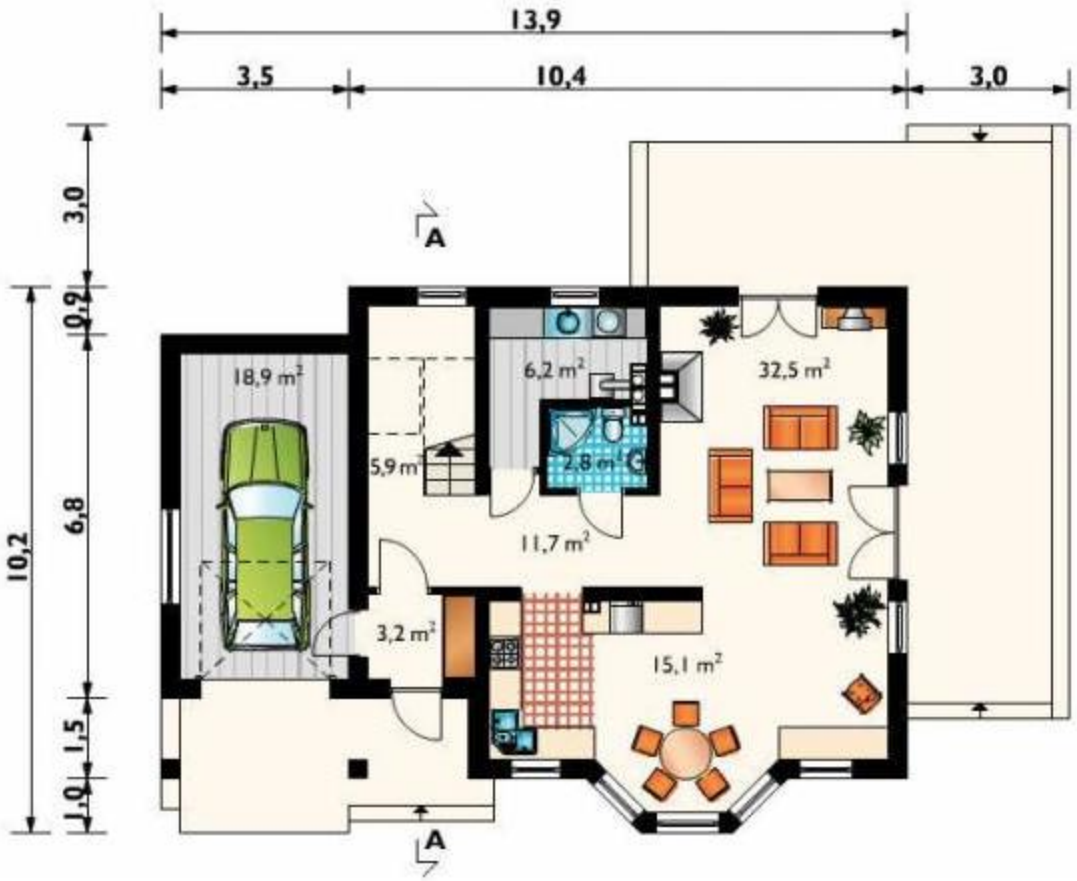 13,9
3,5
10,4
3,0
3,0
A
0,9
18,9 m²
6,2 m²
32,5 m²
5,9 m²
2,8 m²
6,8
10,2
11,7 m²
3,2 m²
15,1 m²
1,5
1,0
A